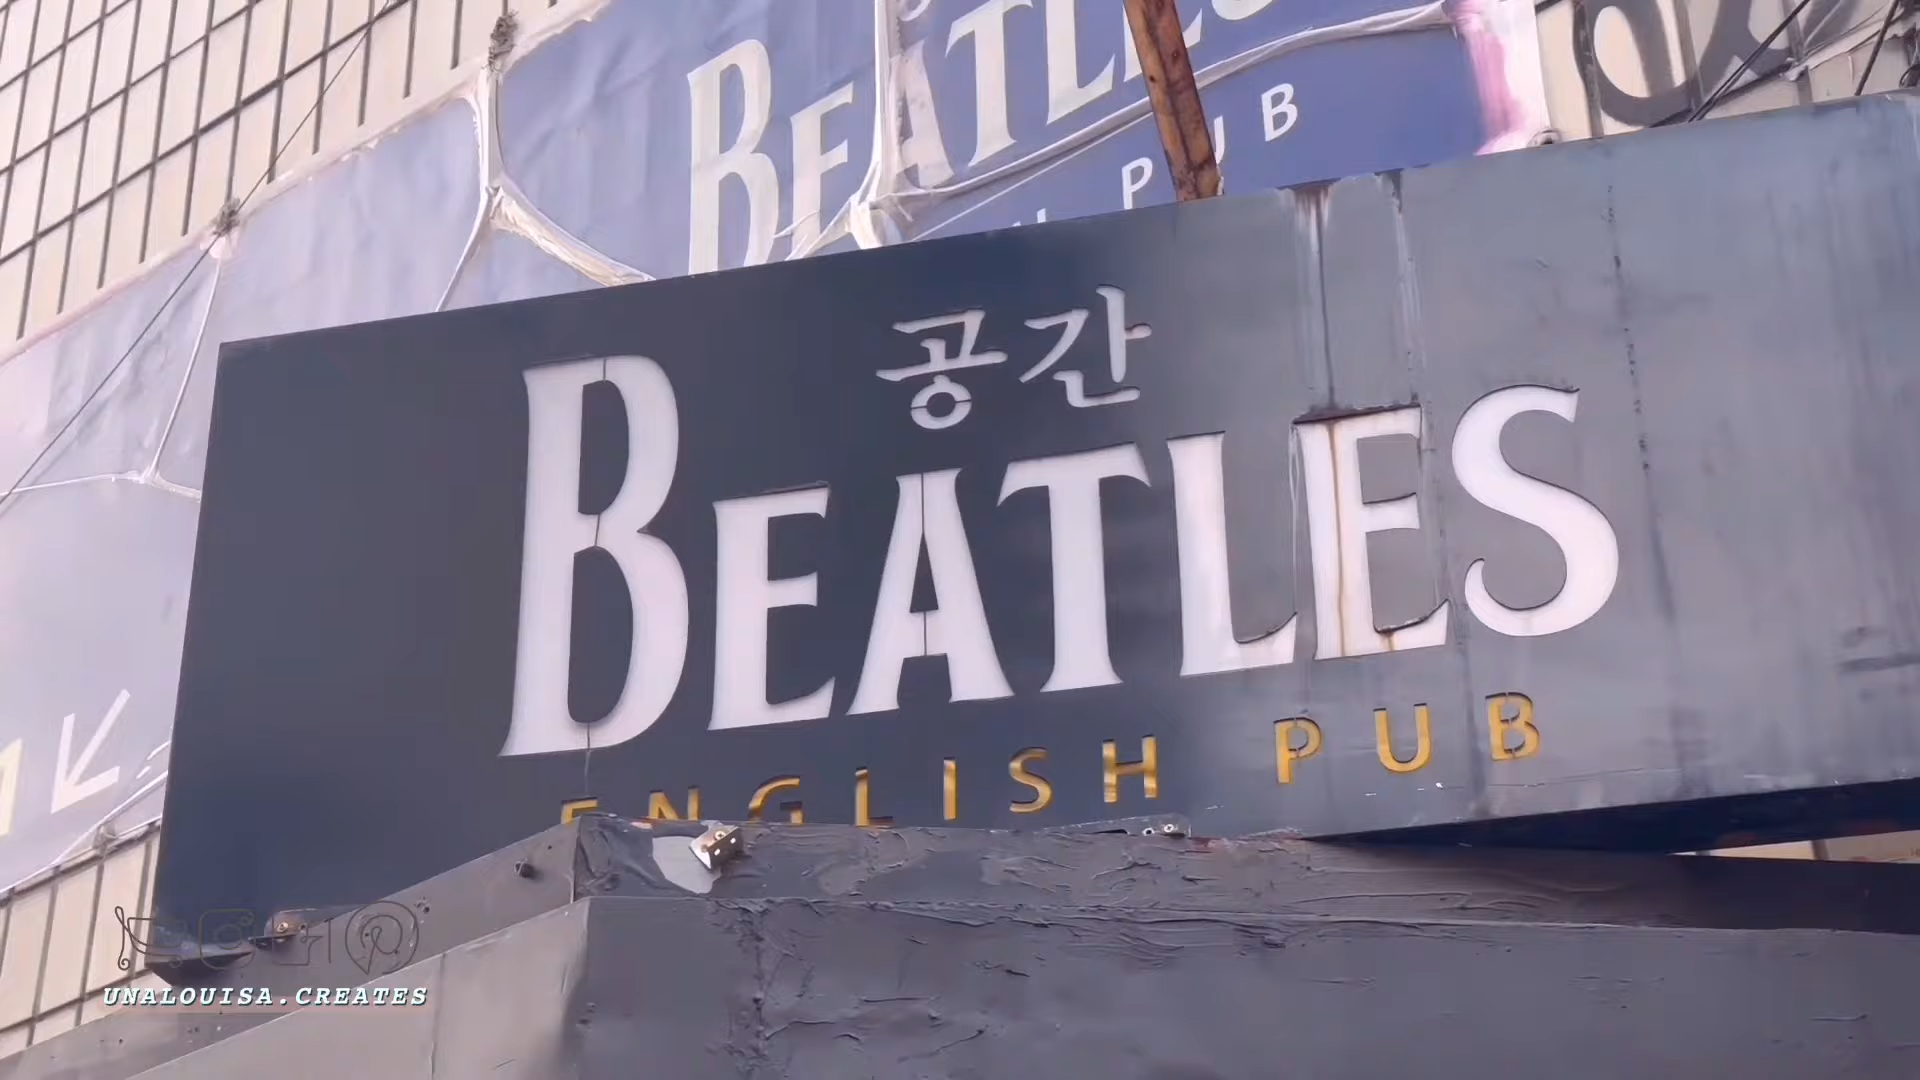 BEATLES
PUB
공간
BEATLES
ENGLISH PUB
UNALOUISA.CREATES